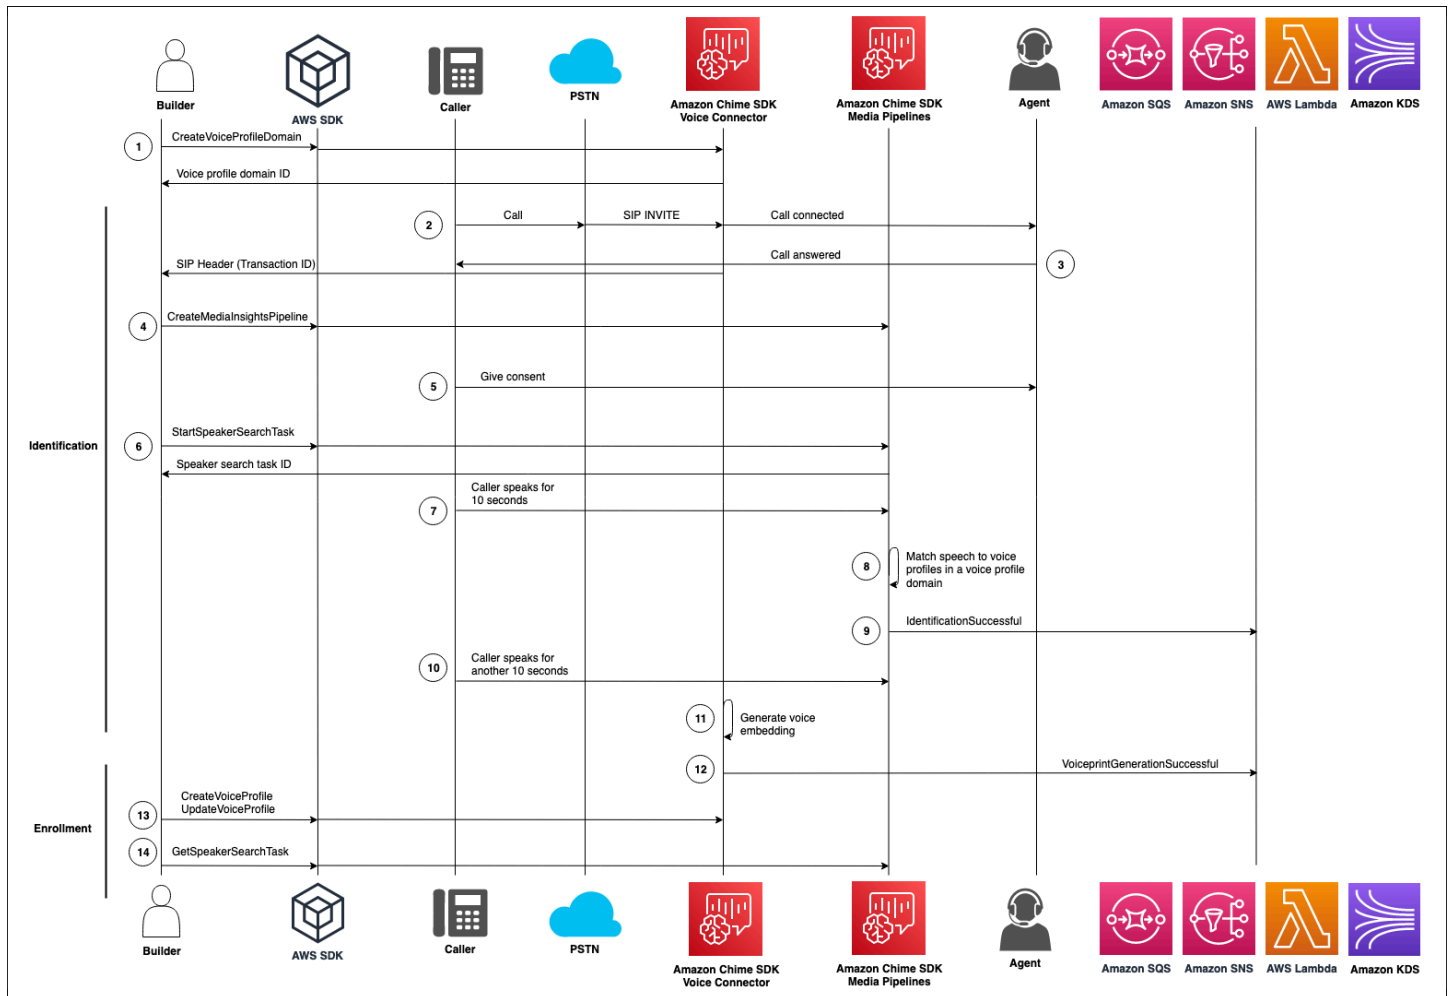 Builder
AWS SDK
Caller
PSTN
Amazon Chime SDK
Voice Connector
Amazon Chime SDK
Media Pipelines
Agent
Amazon SQS
Amazon SNS
AWS Lambda
Amazon KDS
1
CreateVoiceProfileDomain
Voice profile domain ID
2
Call
SIP INVITE
Call connected
Call answered
3
SIP Header (Transaction ID)
4
CreateMediaInsightsPipeline
5
Give consent
Identification
6
StartSpeakerSearchTask
Speaker search task ID
7
Caller speaks for
10 seconds
8
Match speech to voice
profiles in a voice profile
domain
9
IdentificationSuccessful
10
Caller speaks for
another 10 seconds
11
Generate voice
embedding
12
VoiceprintGenerationSuccessful
Enrollment
13
CreateVoiceProfile
UpdateVoiceProfile
14
GetSpeakerSearchTask
Builder
AWS SDK
Caller
PSTN
Amazon Chime SDK
Voice Connector
Amazon Chime SDK
Media Pipelines
Agent
Amazon SQS
Amazon SNS
AWS Lambda
Amazon KDS